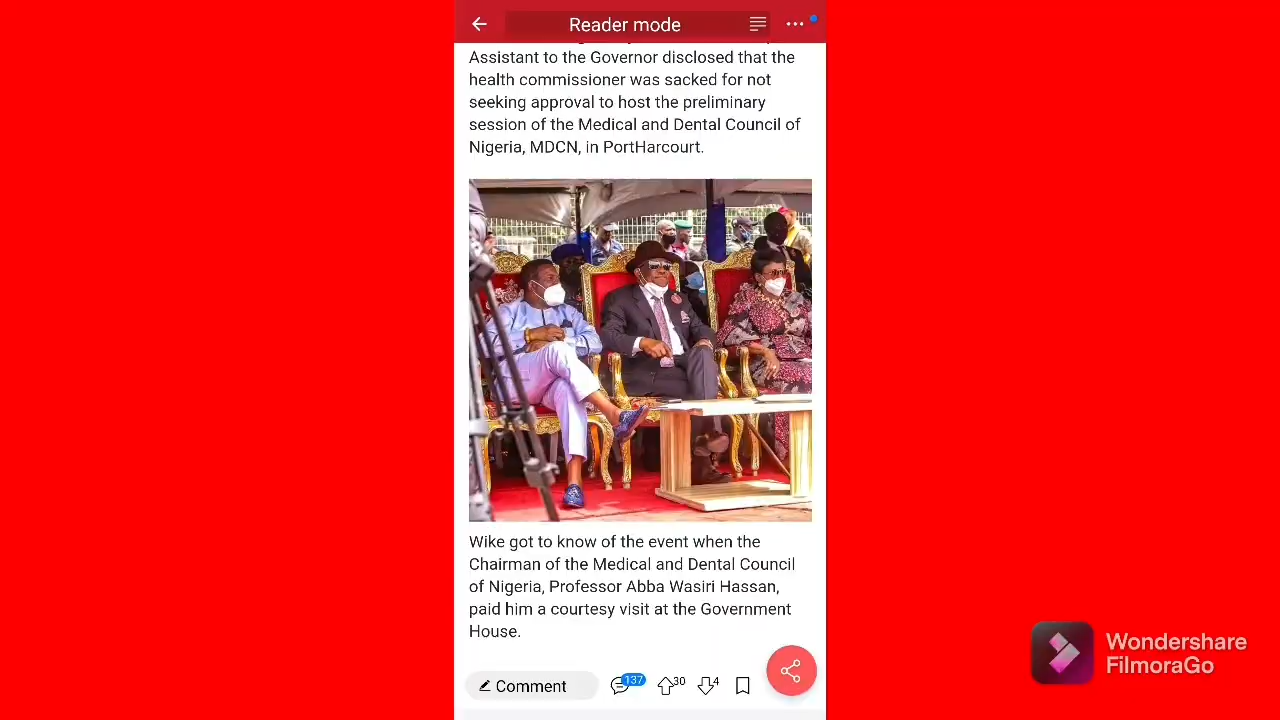 Reader mode
Assistant to the Governor disclosed that the
health commissioner was sacked for not
seeking approval to host the preliminary
session of the Medical and Dental Council of
Nigeria, MDCN, in PortHarcourt.
Wike got to know of the event when the
Chairman of the Medical and Dental Council
of Nigeria, Professor Abba Wasiri Hassan,
paid him a courtesy visit at the Government
House.
Comment
137
30
4
Wondershare
FilmoraGo